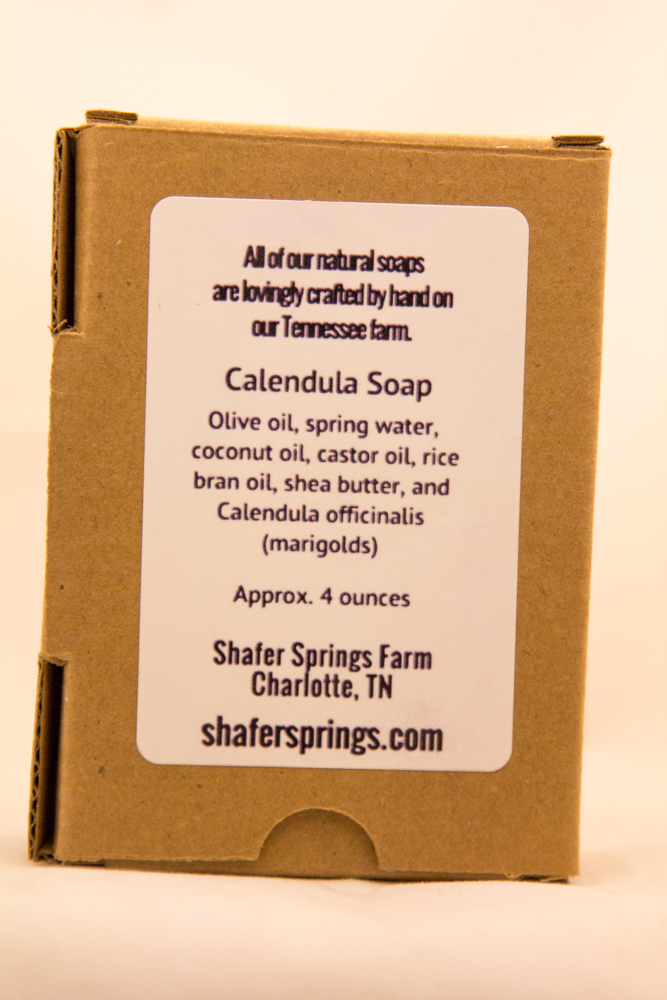 All of our natural soaps
are lovingly crafted by hand on
our Tennessee farm.
Calendula Soap
Olive oil, spring water,
coconut oil, castor oil, rice
bran oil, shea butter, and
Calendula officinalis
(marigolds)
Approx. 4 ounces
Shafer Springs Farm
Charlotte, TN
shafersprings.com